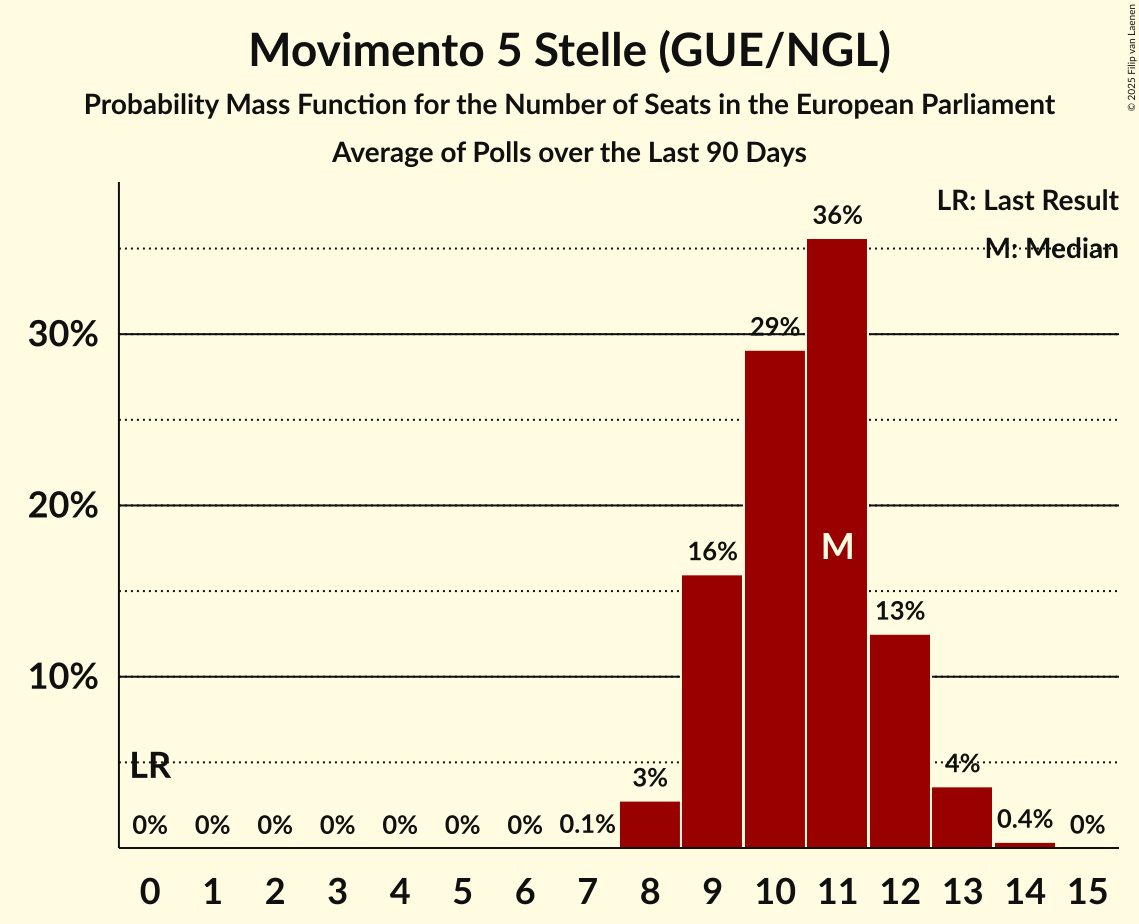 Movimento 5 Stelle (GUE/NGL)
Probability Mass Function for the Number of Seats in the European Parliament
Average of Polls over the Last 90 Days
© 2025 Filip van Laenen
LR: Last Result
M: Median
36%
30%
29%
20%
16%
M
13%
10%
LR
3%
4%
0% 0% 0% 0% 0% 0% 0% 0.1% 0.4% 0%
0 1 2 3 4 5 6 7 8 9 10 11 12 13 14 15